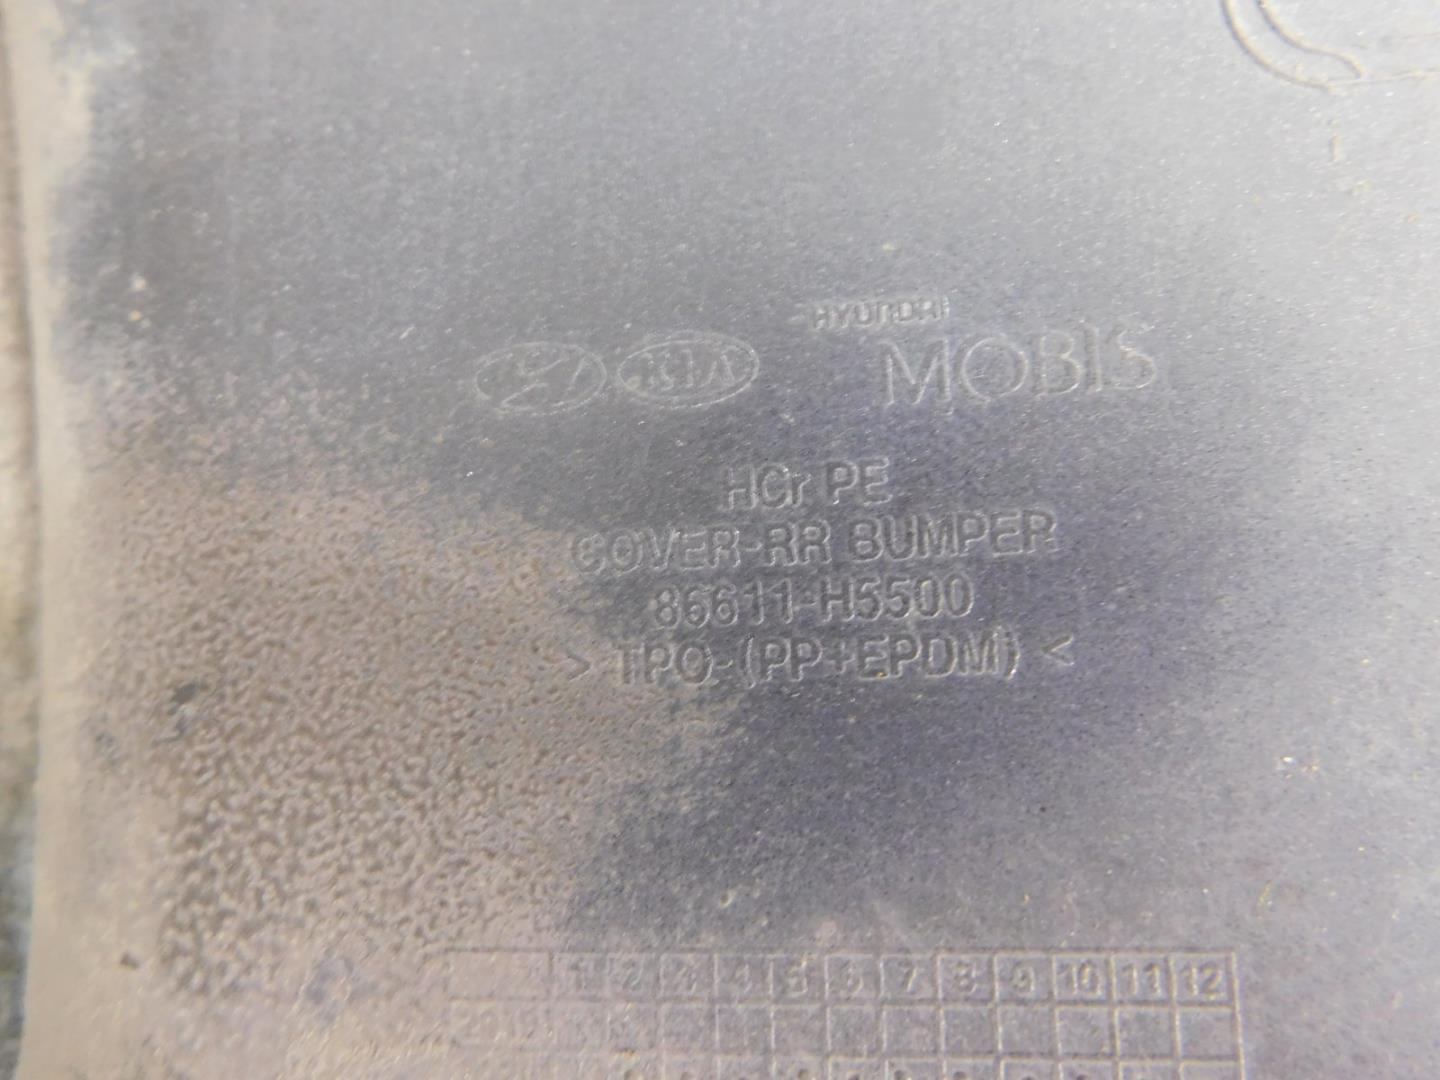 HYUNDAI
KIA MOBIS
HCr PE
COVER-RR BUMPER
86611-H5500
> TPO-(PP+EPDM) <
1 2 3 4 5 6 7 8 9 10 11 12